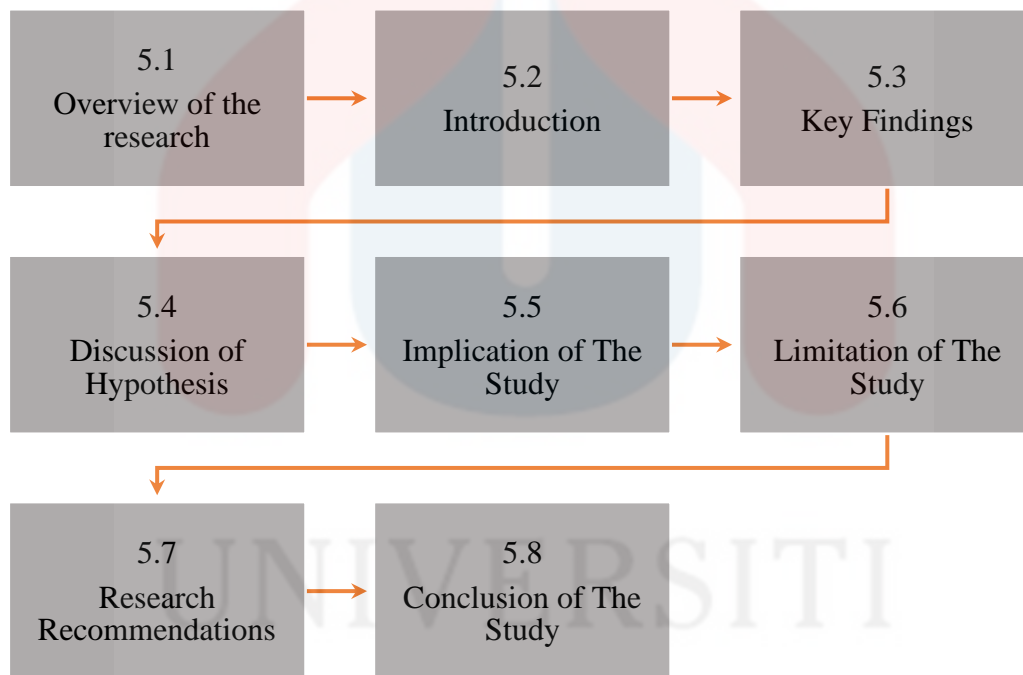 5.1
Overview of the
research
5.2
Introduction
5.3
Key Findings
5.4
Discussion of
Hypothesis
5.5
Implication of The
Study
5.6
Limitation of The
Study
5.7
Research
Recommendations
5.8
Conclusion of The
Study
UNIVERSITI